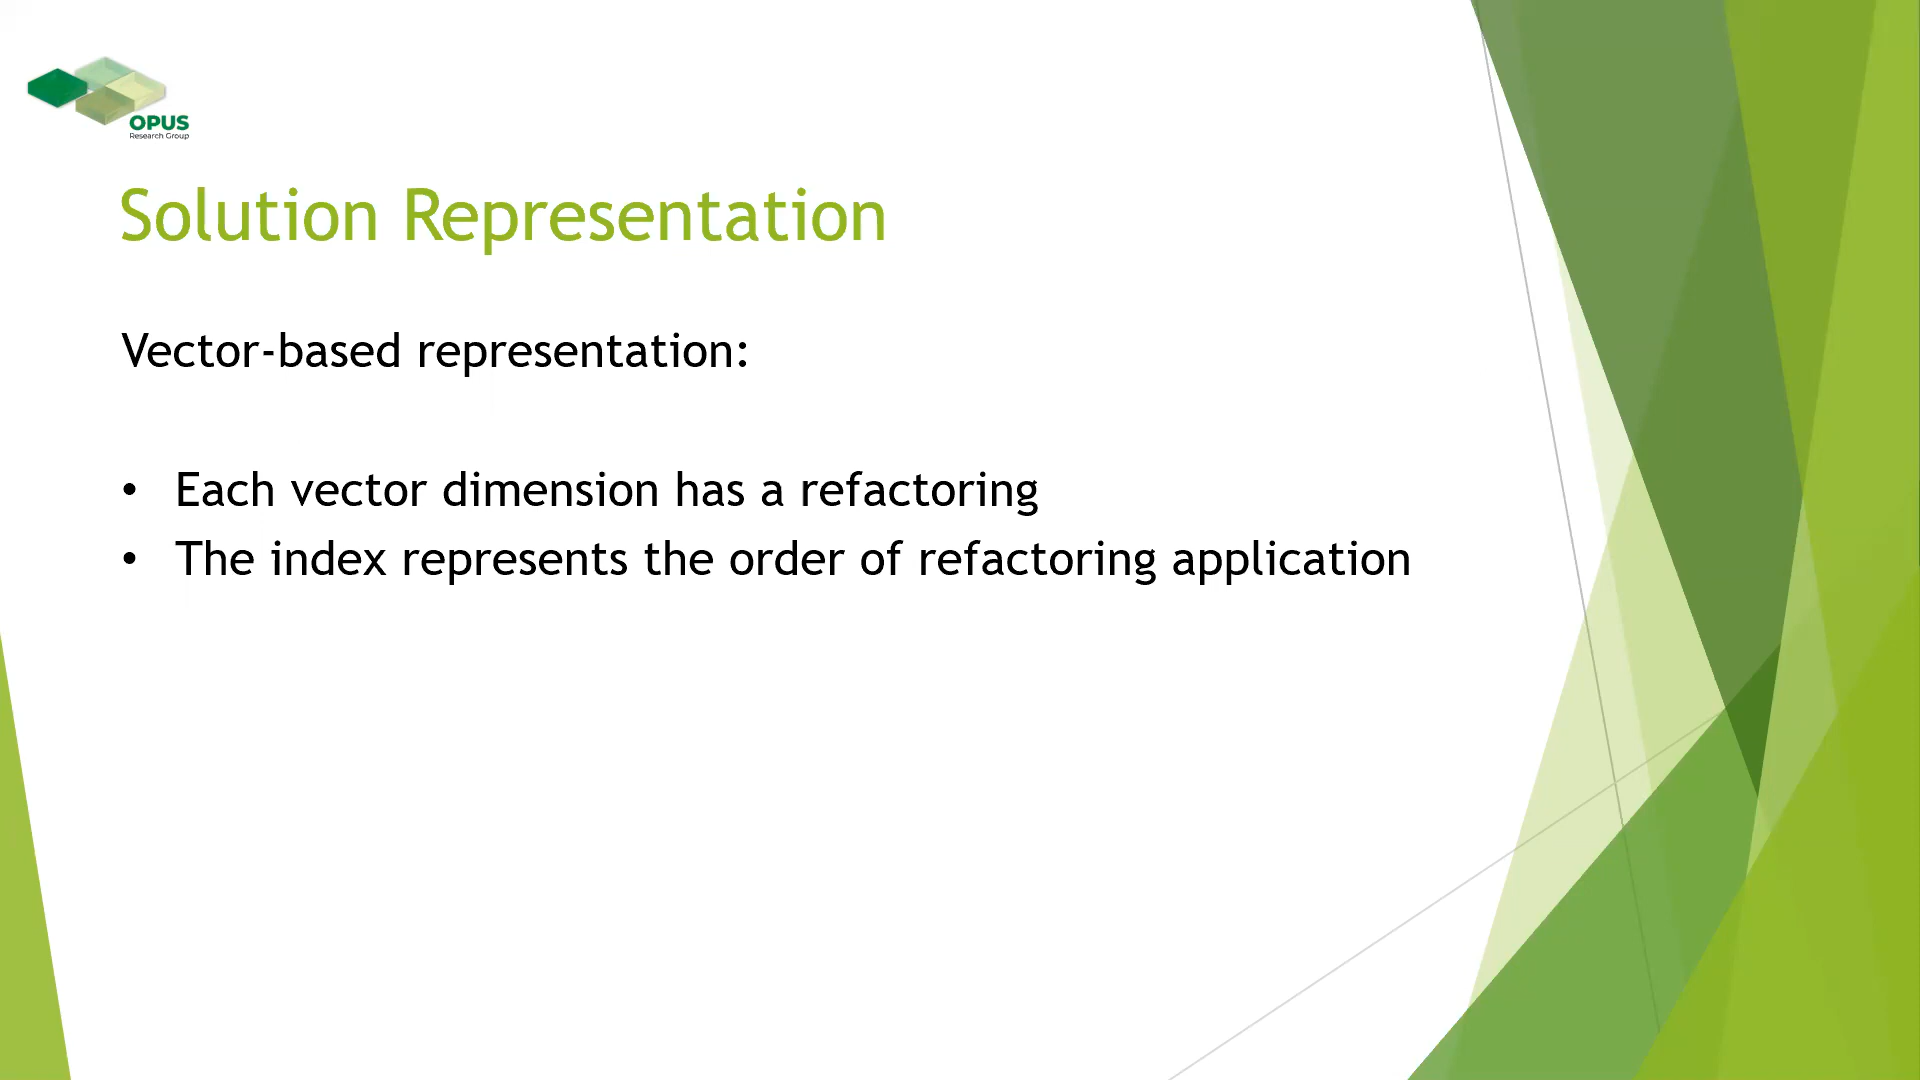 OPUS
Research Group
Solution Representation
Vector-based representation:
• Each vector dimension has a refactoring
• The index represents the order of refactoring application